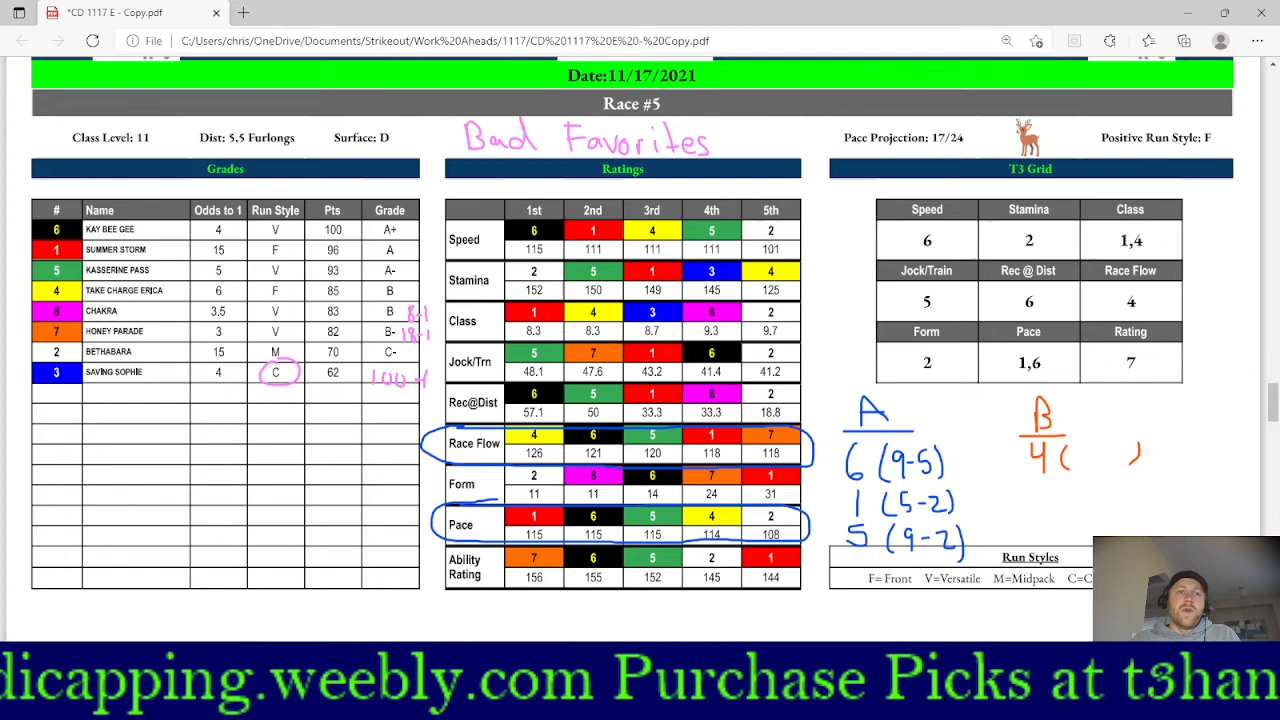 *CD 1117 E - Copy.pdf
File C:/Users/chris/OneDrive/Documents/Strikeout/Work%20Aheads/1117/CD%201117%20E%20-%20Copy.pdf
Date:11/17/2021
Race #5
Class Level: 11 Dist: 5.5 Furlongs Surface: D
Bad Favorites
Pace Projection: 17/24 Positive Run Style: F
Grades
# Name Odds to 1 Run Style Pts Grade
6 KAY BEE GEE 4 V 100 A+
1 SUMMER STORM 15 F 96 A
5 KASSERINE PASS 5 V 93 A-
4 TAKE CHARGE ERICA 6 F 85 B
8 CHAKRA 3.5 V 83 B 8-1
7 HONEY PARADE 3 V 82 B- 18-1
2 BETHABARA 15 M 70 C-
3 SAVING SOPHIE 4 C 62 100-1
Ratings
1st 2nd 3rd 4th 5th
Speed 6 1 4 5 2
115 111 111 111 101
Stamina 2 5 1 3 4
152 150 149 145 125
Class 1 4 3 8 2
8.3 8.3 8.7 9.3 9.7
Jock/Trn 5 7 1 6 2
48.1 47.6 43.2 41.4 41.2
Rec@Dist 6 5 1 8 2
57.1 50 33.3 33.3 18.8
Race Flow 4 6 5 1 7
126 121 120 118 118
Form 2 8 6 7 1
11 11 14 24 31
Pace 1 6 5 4 2
115 115 115 114 108
Ability Rating 7 6 5 2 1
156 155 152 145 144
T3 Grid
Speed Stamina Class
6 2 1,4
Jock/Train Rec @ Dist Race Flow
5 6 4
Form Pace Rating
2 1,6 7
A B
6 (9-5) 4 ( )
1 (5-2)
5 (9-2)
Run Styles
F= Front V=Versatile M=Midpack C=C
dicapping.weebly.com Purchase Picks at t3han